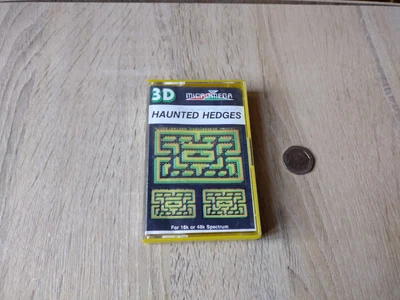 3D
MICROMEGA
HAUNTED HEDGES
For 16k or 48k Spectrum